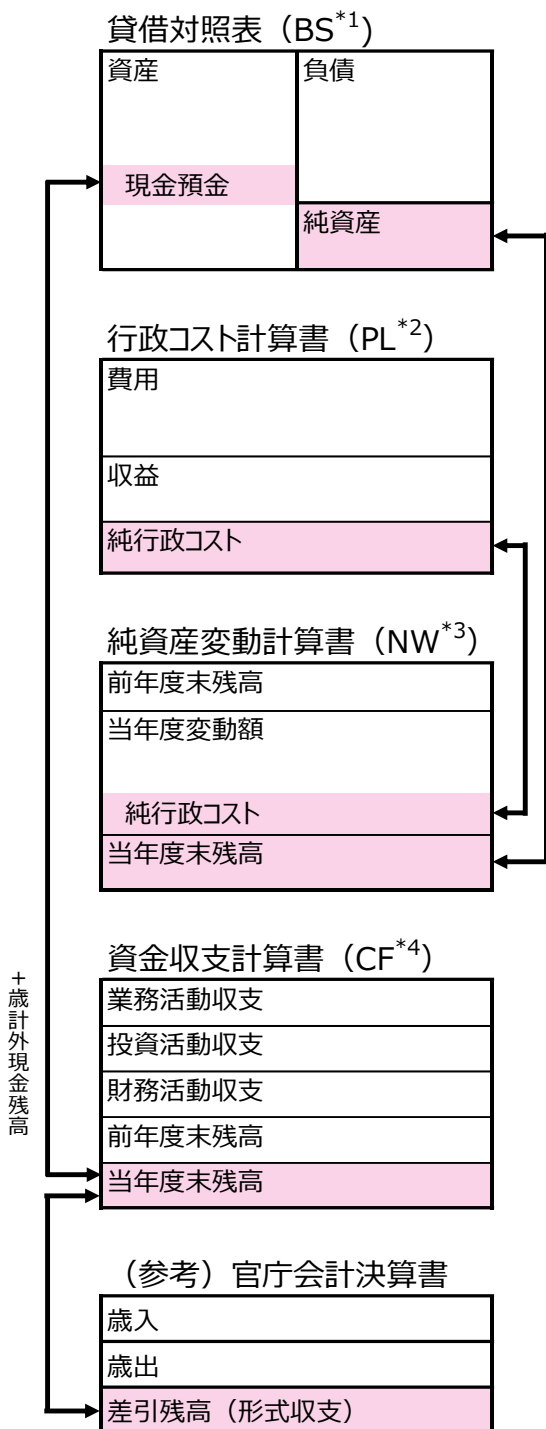 貸借対照表（BS*1)
資産
負債
現金預金
純資産
行政コスト計算書（PL*2）
費用
収益
純行政コスト
純資産変動計算書（NW*3）
前年度末残高
当年度変動額
純行政コスト
当年度末残高
資金収支計算書（CF*4）
業務活動収支
投資活動収支
財務活動収支
前年度末残高
当年度末残高
+歳計外現金残高
（参考）官庁会計決算書
歳入
歳出
差引残高（形式収支）